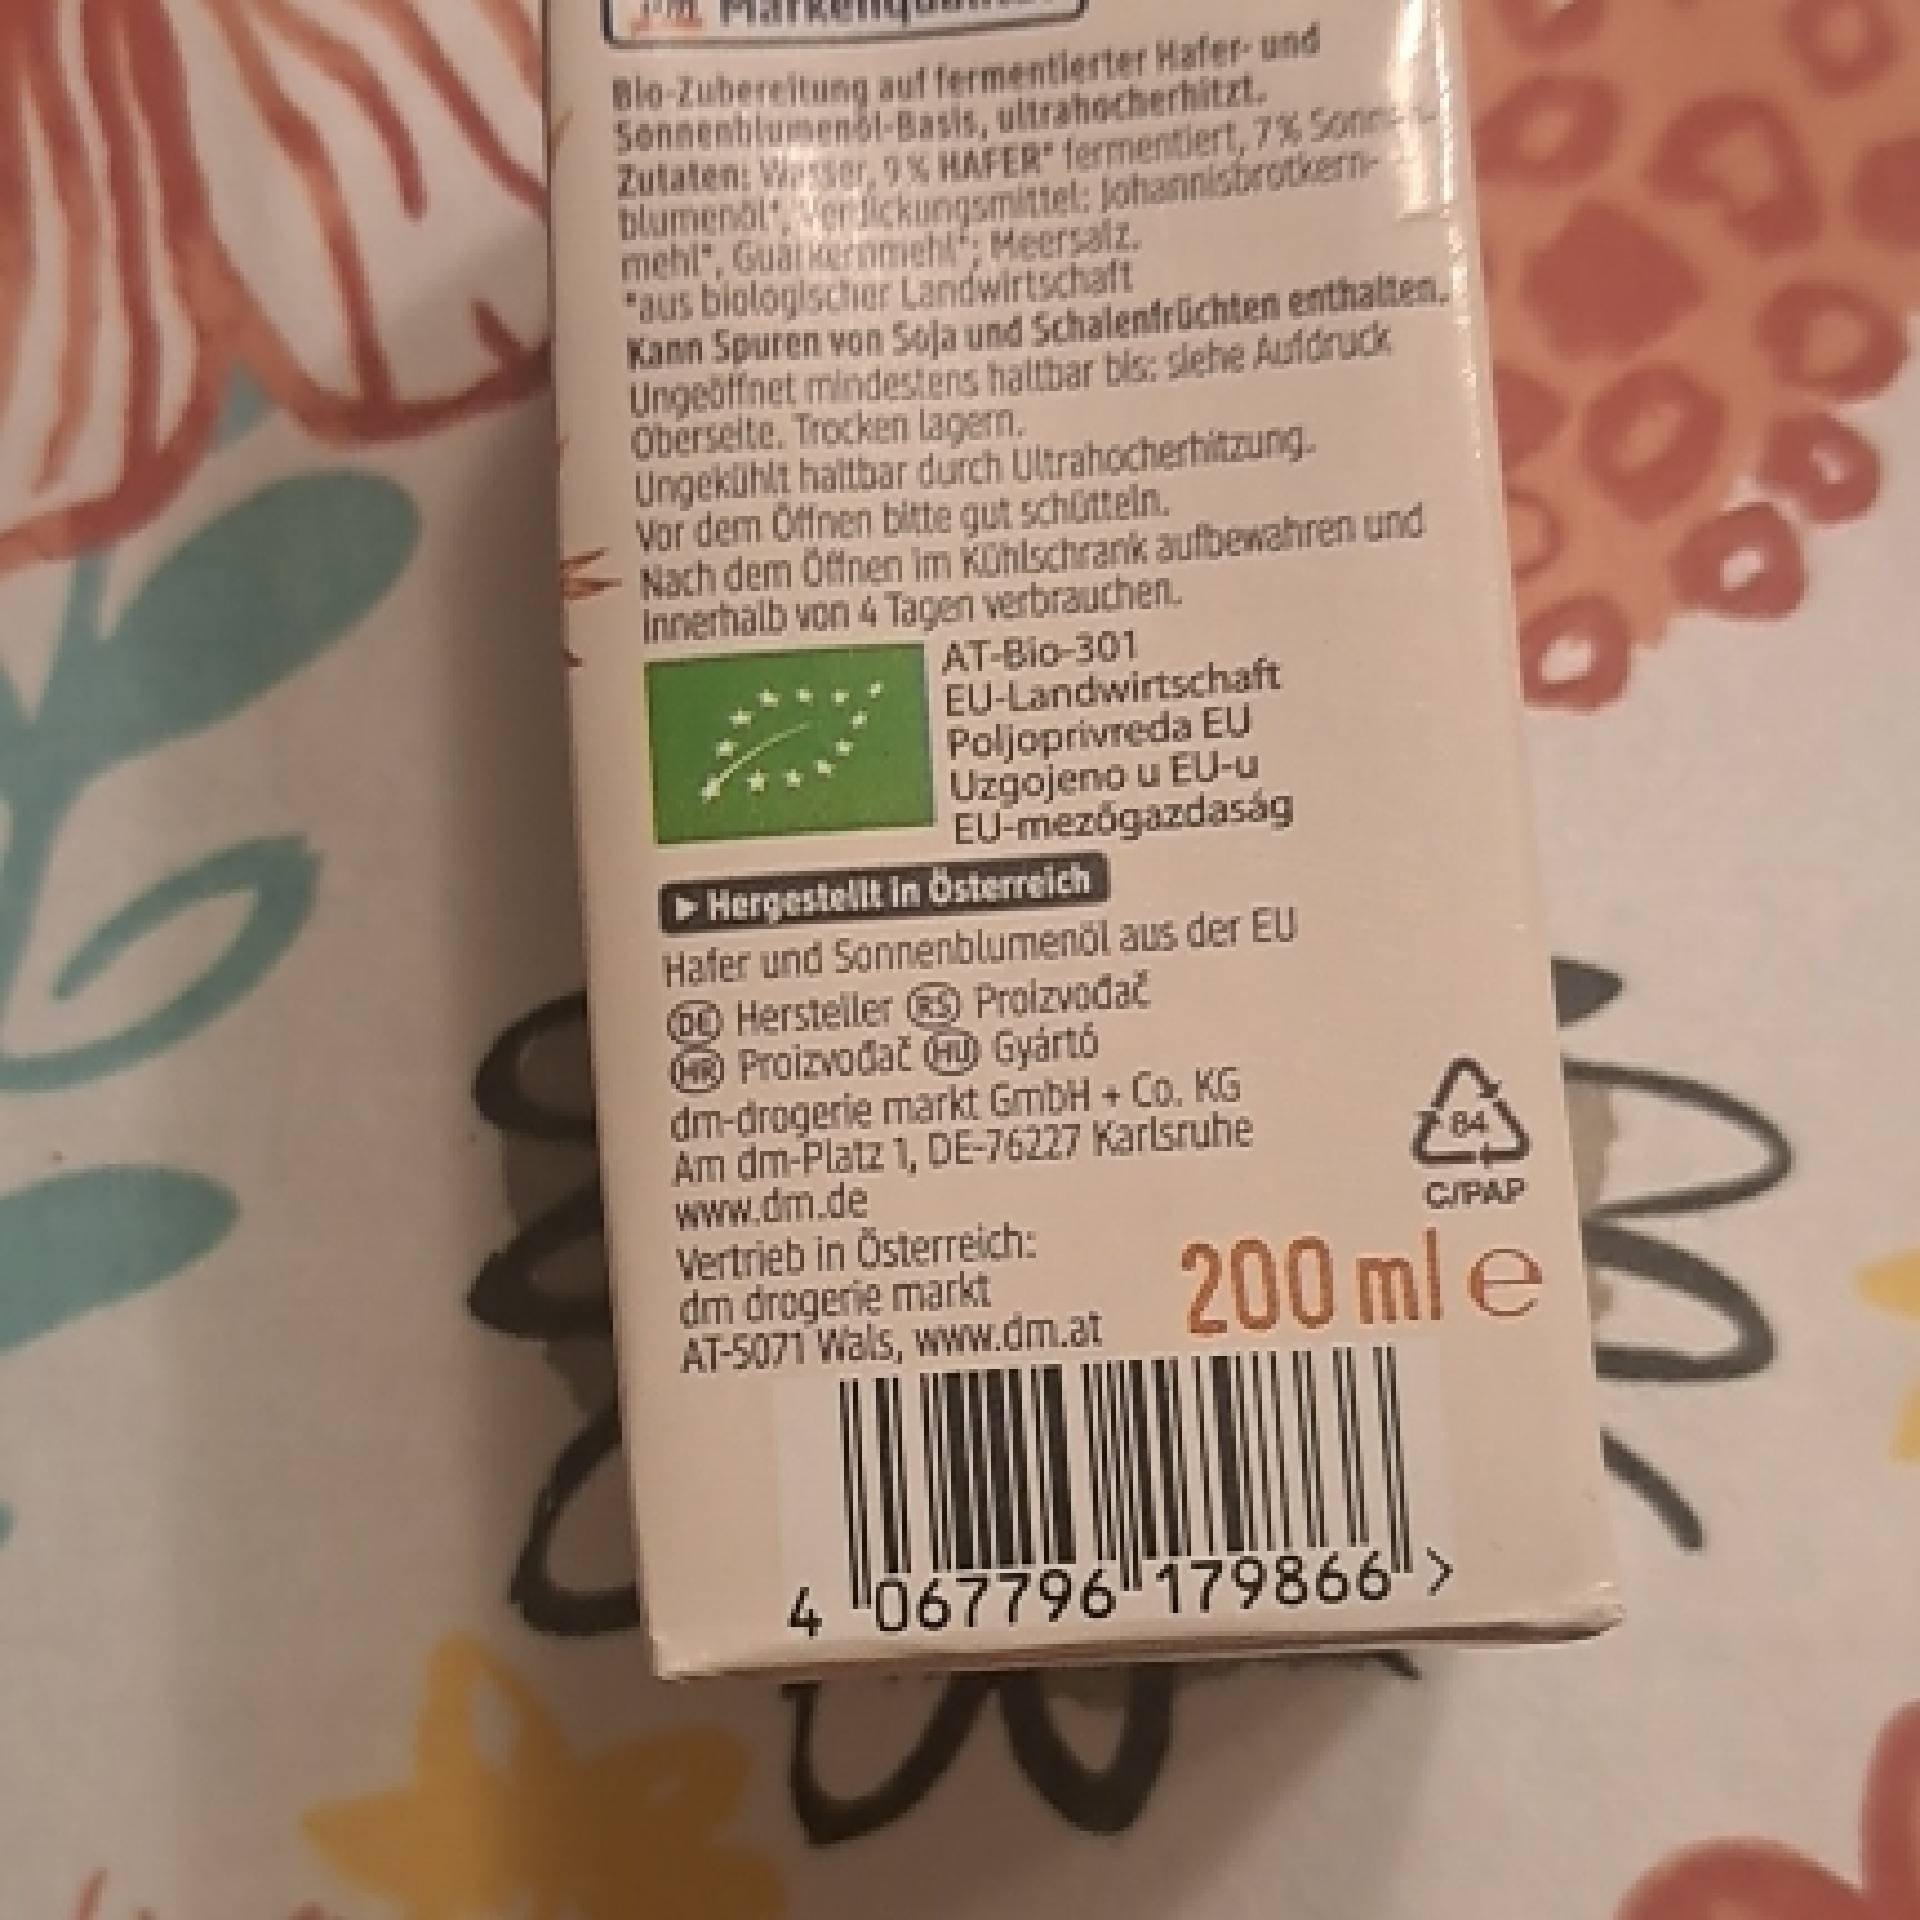 dm Markenqualität
Bio-Zubereitung auf fermentierter Hafer- und
Sonnenblumenöl-Basis, ultrahocherhitzt.
Zutaten: Wasser, 9% HAFER* fermentiert, 7% Sonnen-
blumenöl*, Verdickungsmittel: Johannisbrotkern-
mehl*, Guarkernmehl*; Meersalz.
*aus biologischer Landwirtschaft
Kann Spuren von Soja und Schalenfrüchten enthalten.
Ungeöffnet mindestens haltbar bis: siehe Aufdruck
Oberseite. Trocken lagern.
Ungekühlt haltbar durch Ultrahocherhitzung.
Vor dem Öffnen bitte gut schütteln.
Nach dem Öffnen im Kühlschrank aufbewahren und
innerhalb von 4 Tagen verbrauchen.
AT-Bio-301
EU-Landwirtschaft
Poljoprivreda EU
Uzgojeno u EU-u
EU-mezőgazdaság
Hergestellt in Österreich
Hafer und Sonnenblumenöl aus der EU
DE Hersteller RS Proizvođač
HR Proizvođač HU Gyártó
dm-drogerie markt GmbH + Co. KG
Am dm-Platz 1, DE-76227 Karlsruhe
www.dm.de
84
C/PAP
Vertrieb in Österreich:
dm drogerie markt
AT-5071 Wals, www.dm.at
200 ml e
4 067796 179866 >